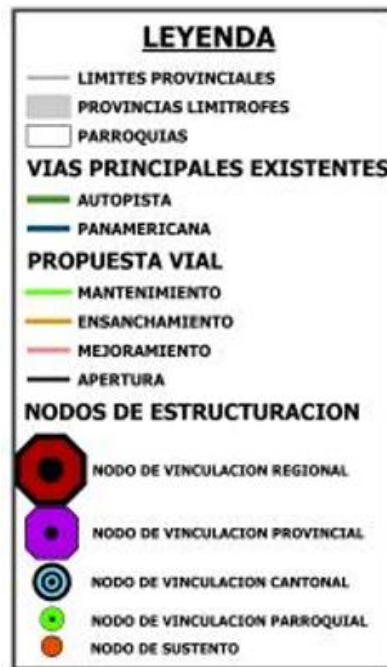 LEYENDA
LIMITES PROVINCIALES
PROVINCIAS LIMITROFES
PARROQUIAS
VIAS PRINCIPALES EXISTENTES
AUTOPISTA
PANAMERICANA
PROPUESTA VIAL
MANTENIMIENTO
ENSANCHAMIENTO
MEJORAMIENTO
APERTURA
NODOS DE ESTRUCTURACION
NODO DE VINCULACION REGIONAL
NODO DE VINCULACION PROVINCIAL
NODO DE VINCULACION CANTONAL
NODO DE VINCULACION PARROQUIAL
NODO DE SUSTENTO